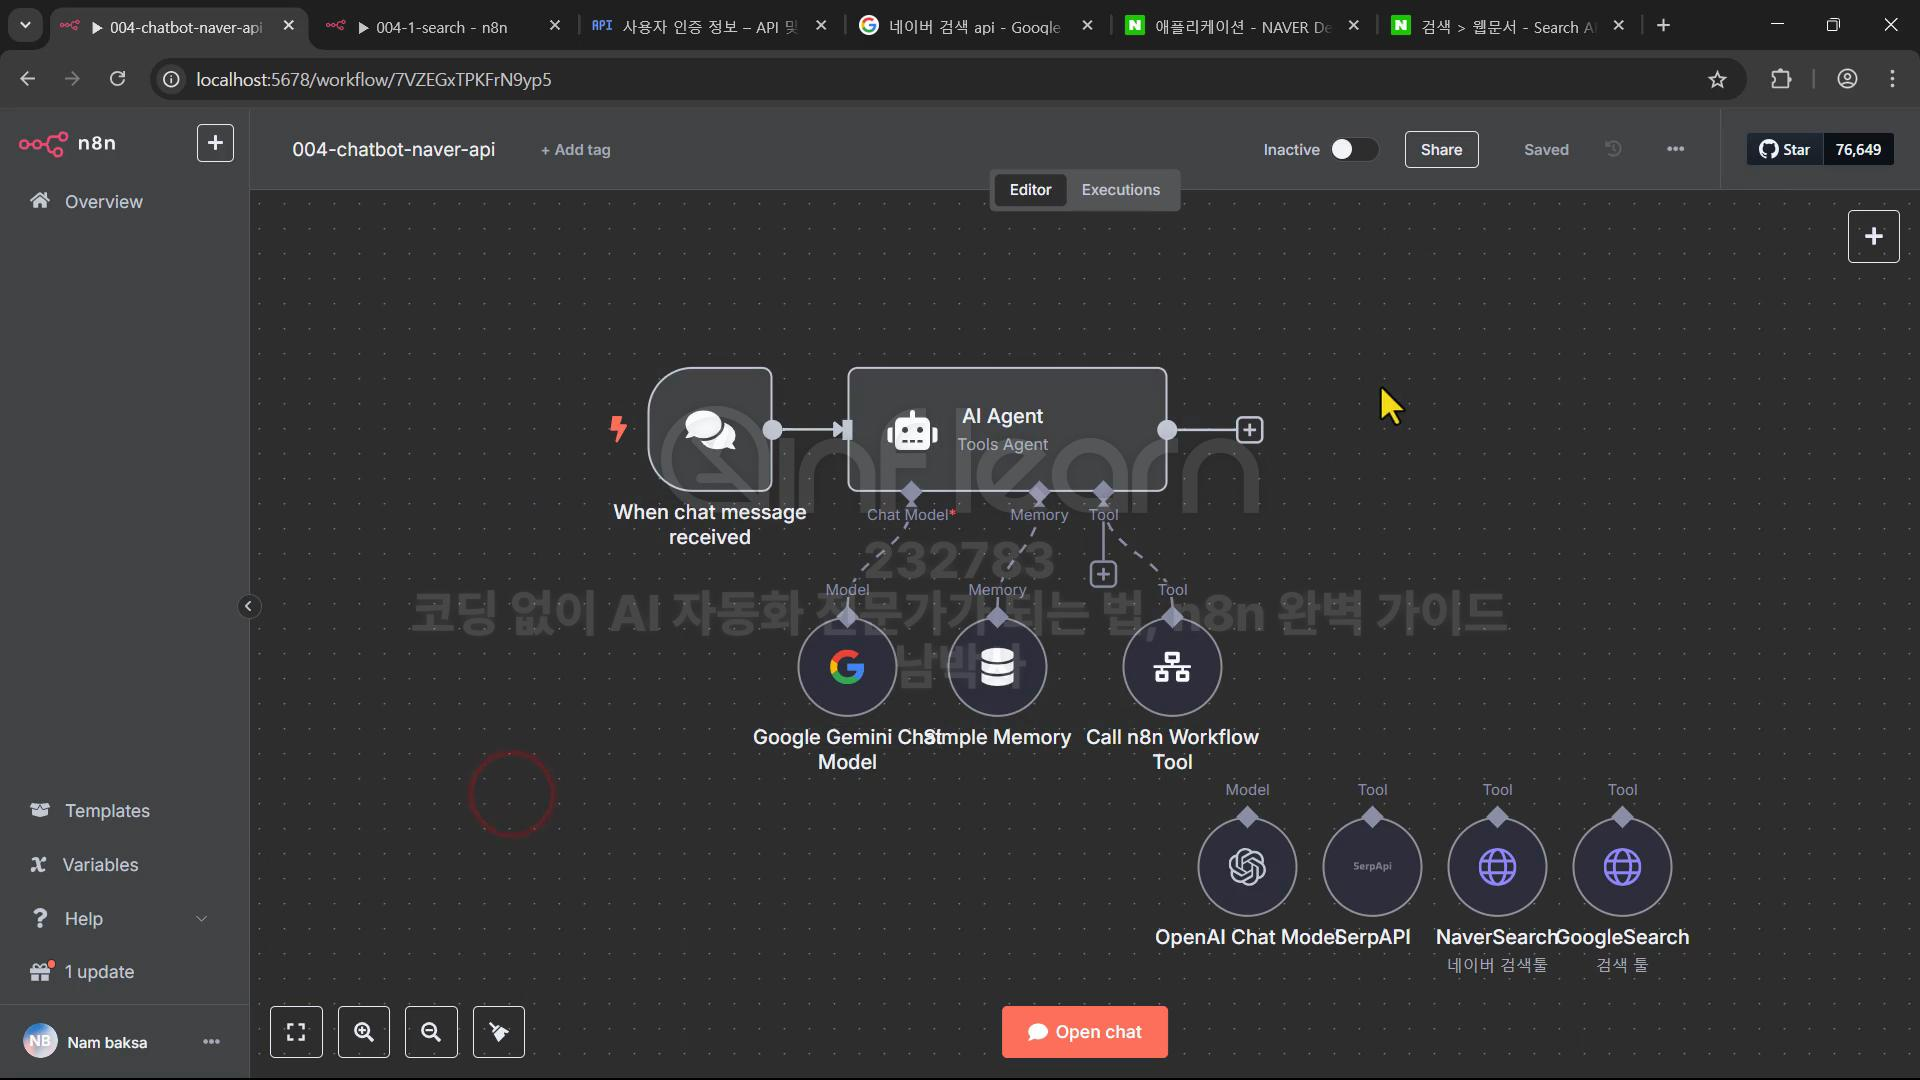 004-chatbot-naver-api
004-1-search - n8n
API 사용자 인증 정보 – API 및
네이버 검색 api - Google
애플리케이션 - NAVER De
검색 > 웹문서 - Search A
localhost:5678/workflow/7VZEGxTPKFrN9yp5
n8n
004-chatbot-naver-api
+ Add tag
Inactive
Share
Saved
Star
76,649
Editor
Executions
Overview
AI Agent
Tools Agent
inflearn
When chat message
received
Chat Model*
Memory
Tool
232783
Model
Memory
Tool
코딩 없이 AI 자동화 전문가가 되는 법, n8n 완벽 가이드
남박사
Google Gemini Chat
Model
Simple Memory
Call n8n Workflow
Tool
Model
Tool
Tool
Tool
SerpApi
OpenAI Chat Model
SerpAPI
NaverSearch
네이버 검색툴
GoogleSearch
검색 툴
Templates
Variables
Help
1 update
NB
Nam baksa
Open chat